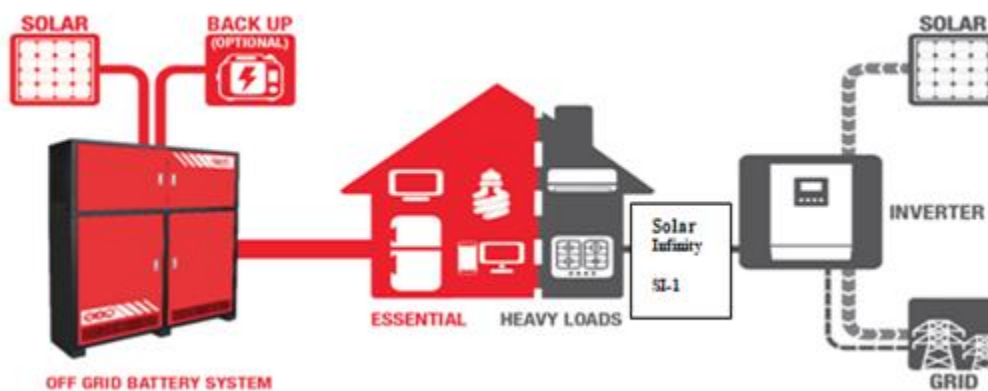 SOLAR
BACK UP
(OPTIONAL)
SOLAR
Solar
Infinity
SI-1
INVERTER
ESSENTIAL
HEAVY LOADS
OFF GRID BATTERY SYSTEM
GRID